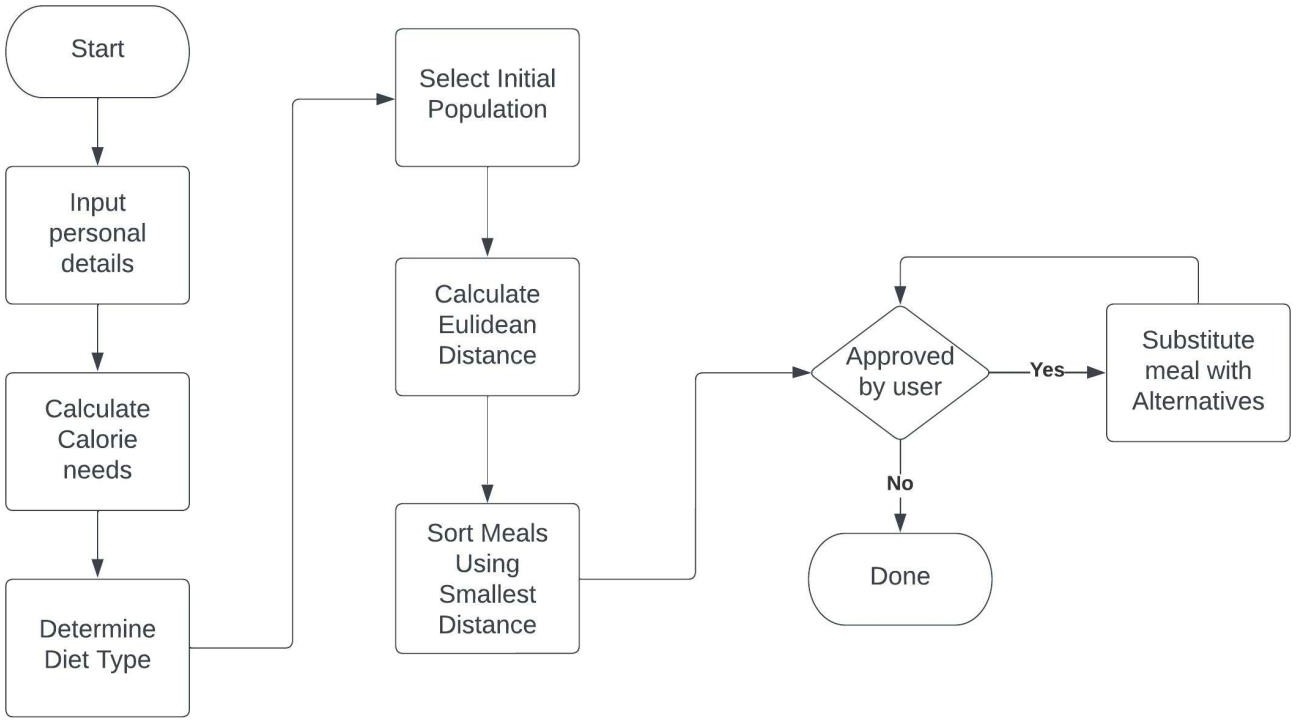 Start
Input
personal
details
Calculate
Calorie
needs
Determine
Diet Type
Select Initial
Population
Calculate
Eulidean
Distance
Sort Meals
Using
Smallest
Distance
Approved
by user
Yes
Substitute
meal with
Alternatives
No
Done